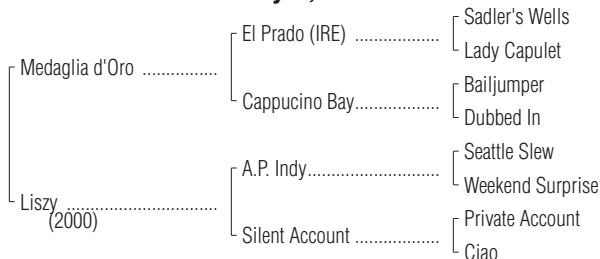 Sadler's Wells
El Prado (IRE) ..................
Lady Capulet
Medaglia d'Oro ................
Bailjumper
Cappucino Bay..................
Dubbed In
Seattle Slew
A.P. Indy............................
Weekend Surprise
Liszy ................................
(2000)
Private Account
Silent Account ..................
Ciao